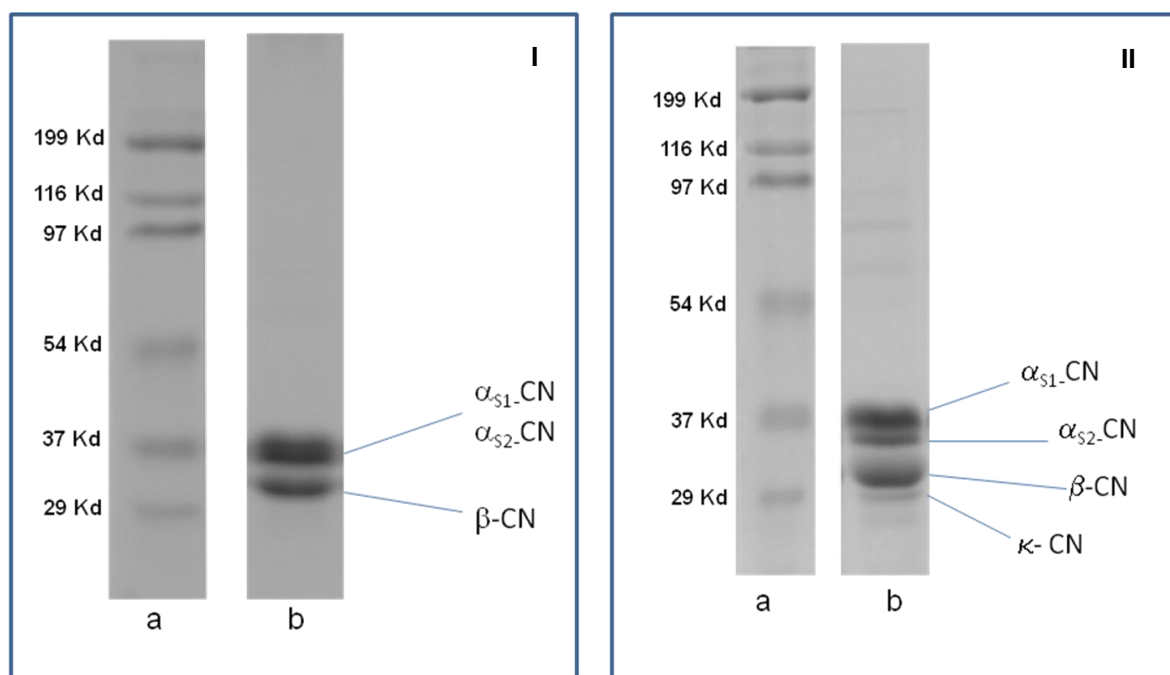 I
199 Kd
116 Kd
97 Kd
54 Kd
37 Kd
29 Kd
αS1-CN
αS2-CN
β-CN
a
b
II
199 Kd
116 Kd
97 Kd
54 Kd
37 Kd
29 Kd
αS1-CN
αS2-CN
β-CN
κ- CN
a
b